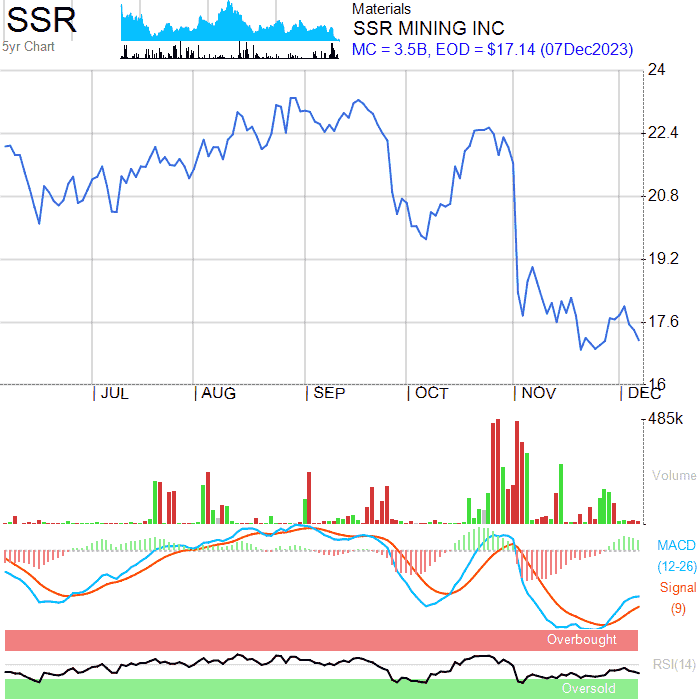 SSR
5yr Chart
Materials
SSR MINING INC
MC = 3.5B, EOD = $17.14 (07Dec2023)
24
22.4
20.8
19.2
17.6
16
JUL
AUG
SEP
OCT
NOV
DEC
485k
Volume
MACD
(12-26)
Signal
(9)
Overbought
RSI(14)
Oversold